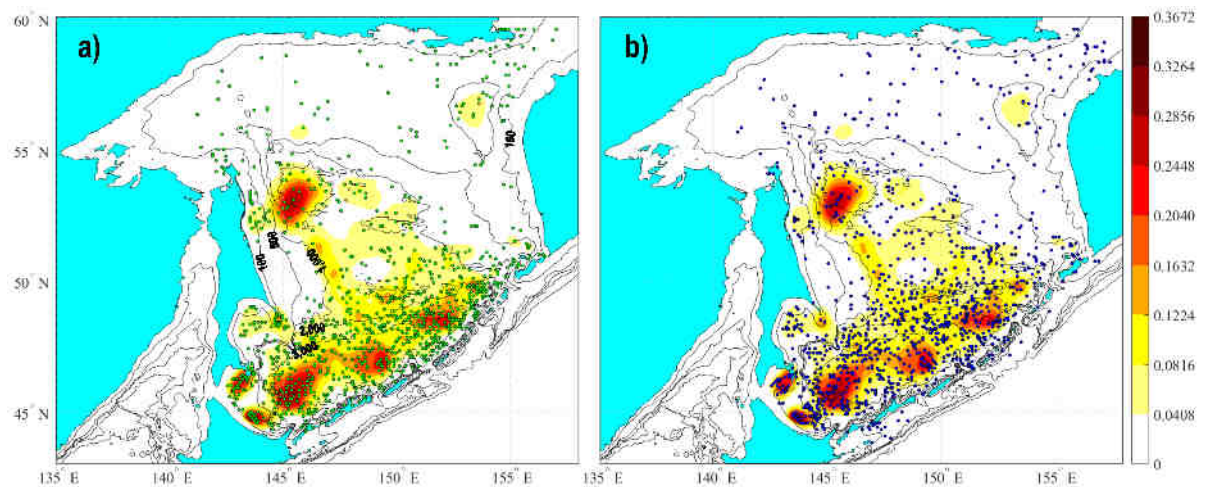 a)
b)
60° N
55° N
50° N
45° N
135° E
140° E
145° E
150° E
155° E
135° E
140° E
145° E
150° E
155° E
100
500
1,000
2,000
3,000
0.3672
0.3264
0.2856
0.2448
0.2040
0.1632
0.1224
0.0816
0.0408
0